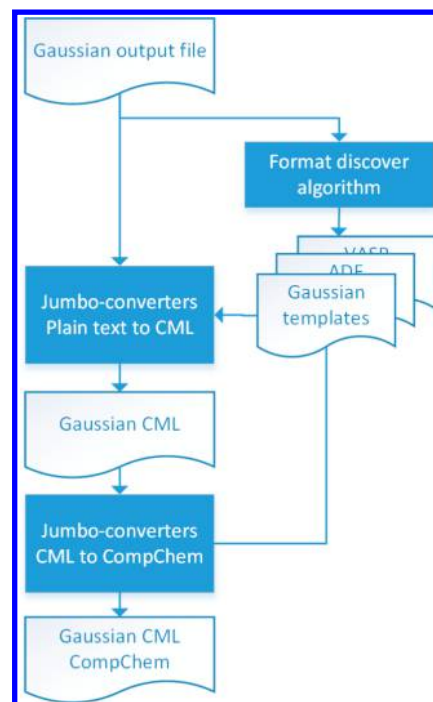 Gaussian output file
Format discover
algorithm
VASP
ADF
Gaussian
templates
Jumbo-converters
Plain text to CML
Gaussian CML
Jumbo-converters
CML to CompChem
Gaussian CML
CompChem